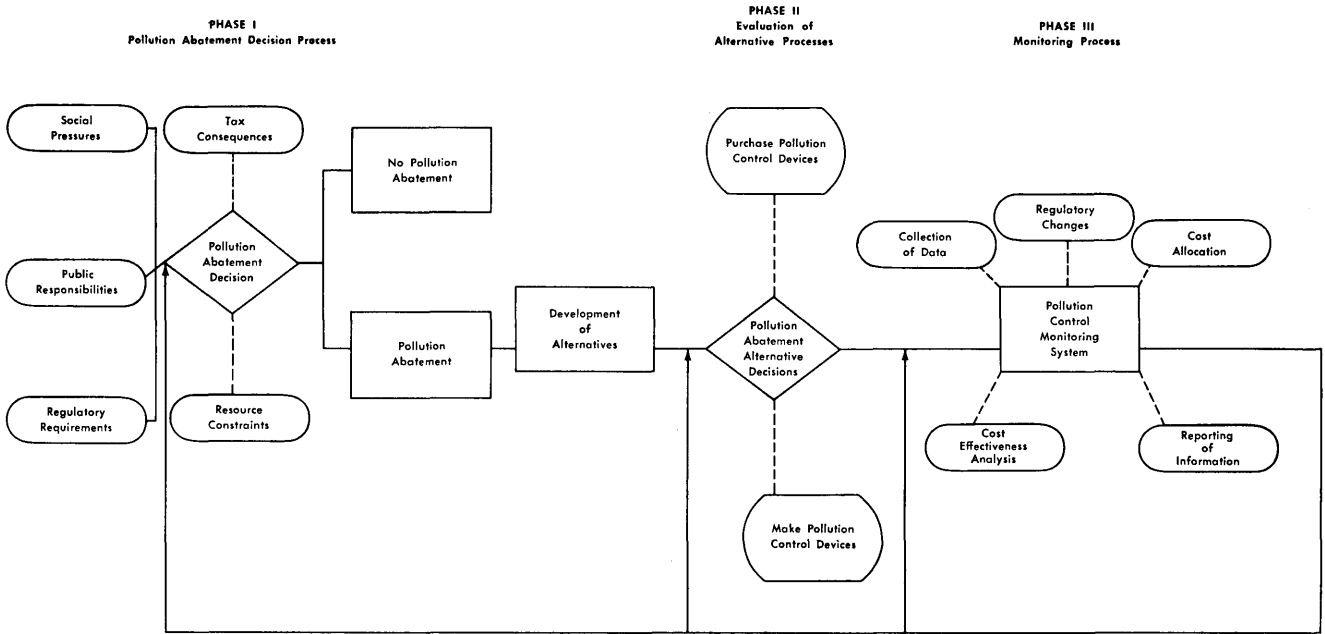 PHASE I
Pollution Abatement Decision Process
PHASE II
Evaluation of
Alternative Processes
PHASE III
Monitoring Process
Social
Pressures
Tax
Consequences
No Pollution
Abatement
Purchase Pollution
Control Devices
Regulatory
Changes
Collection
of Data
Cost
Allocation
Pollution
Abatement
Decision
Public
Responsibilities
Development
of
Alternatives
Pollution
Abatement
Pollution
Abatement
Alternative
Decisions
Pollution
Control
Monitoring
System
Regulatory
Requirements
Resource
Constraints
Cost
Effectiveness
Analysis
Reporting
of
Information
Make Pollution
Control Devices